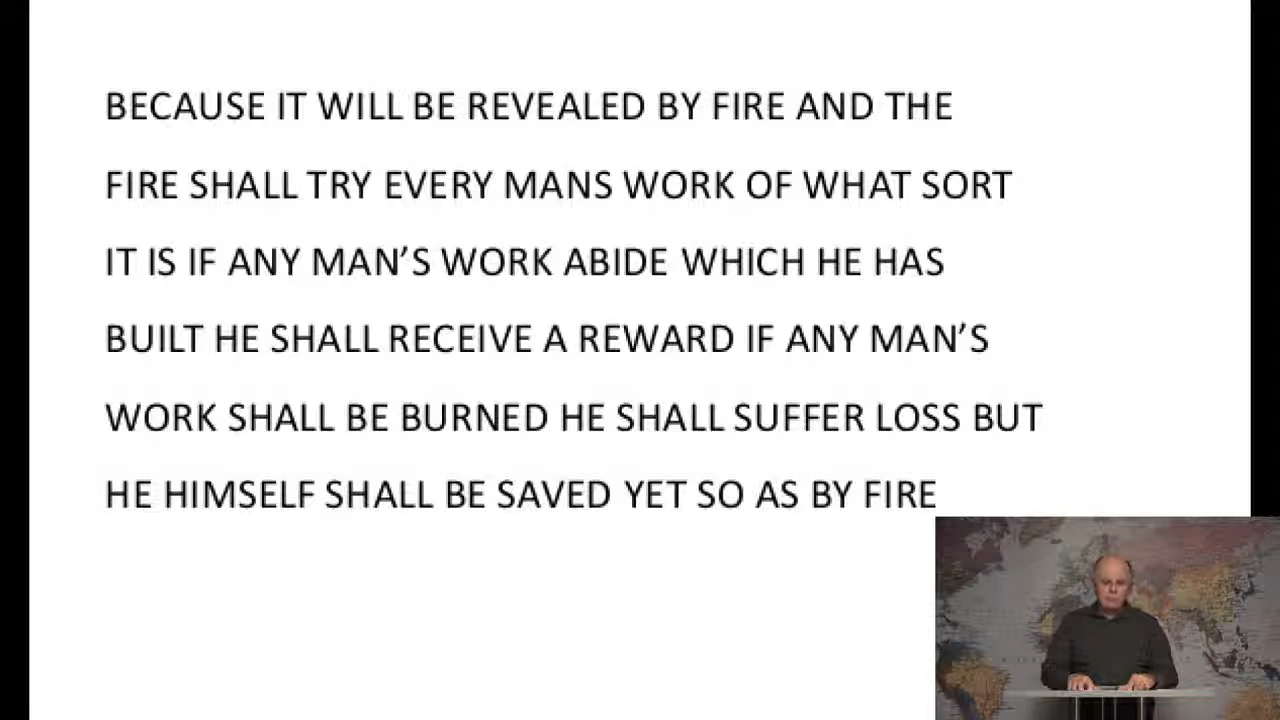 BECAUSE IT WILL BE REVEALED BY FIRE AND THE
FIRE SHALL TRY EVERY MANS WORK OF WHAT SORT
IT IS IF ANY MAN’S WORK ABIDE WHICH HE HAS
BUILT HE SHALL RECEIVE A REWARD IF ANY MAN’S
WORK SHALL BE BURNED HE SHALL SUFFER LOSS BUT
HE HIMSELF SHALL BE SAVED YET SO AS BY FIRE